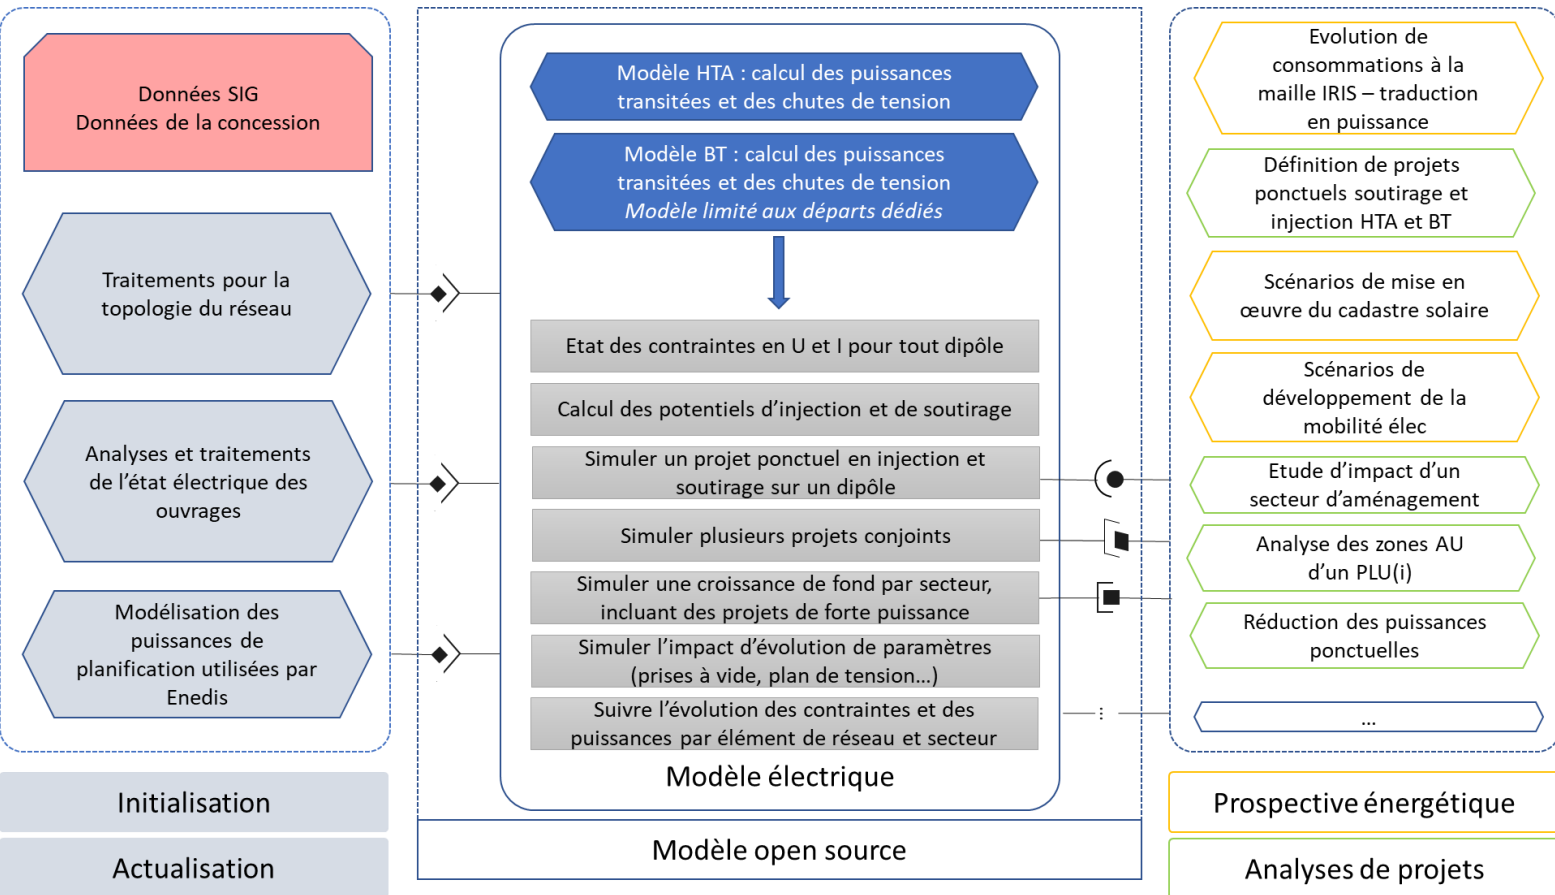 Données SIG
Données de la concession
Traitements pour la
topologie du réseau
Analyses et traitements
de l’état électrique des
ouvrages
Modélisation des
puissances de
planification utilisées par
Enedis
Initialisation
Actualisation
Modèle HTA : calcul des puissances
transitées et des chutes de tension
Modèle BT : calcul des puissances
transitées et des chutes de tension
Modèle limité aux départs dédiés
Etat des contraintes en U et I pour tout dipôle
Calcul des potentiels d’injection et de soutirage
Simuler un projet ponctuel en injection et
soutirage sur un dipôle
Simuler plusieurs projets conjoints
Simuler une croissance de fond par secteur,
incluant des projets de forte puissance
Simuler l’impact d’évolution de paramètres
(prises à vide, plan de tension…)
Suivre l’évolution des contraintes et des
puissances par élément de réseau et secteur
Modèle électrique
Modèle open source
Evolution de
consommations à la
maille IRIS – traduction
en puissance
Définition de projets
ponctuels soutirage et
injection HTA et BT
Scénarios de mise en
œuvre du cadastre solaire
Scénarios de
développement de la
mobilité élec
Etude d’impact d’un
secteur d’aménagement
Analyse des zones AU
d’un PLU(i)
Réduction des puissances
ponctuelles
…
Prospective énergétique
Analyses de projets